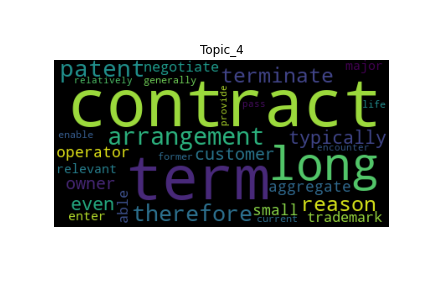 Topic_4
patent negotiate major
relatively generally terminate
contract
provide pass life
enable arrangement typically
operator customer encounter
former
relevant term long
owner aggregate
even able therefore small reason
enter current trademark